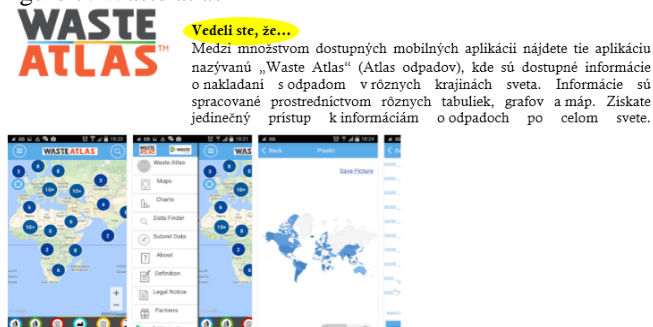 WASTE
ATLAS™
Vedeli ste, že...
Medzi množstvom dostupných mobilných aplikácii nájdete tie aplikáciu
nazývanú „Waste Atlas“ (Atlas odpadov), kde sú dostupné informácie
o nakladaní s odpadom v rôznych krajinách sveta. Informácie sú
spracované prostredníctvom rôznych tabuliek, grafov a máp. Získate
jedinečný prístup k informáciám o odpadoch po celom svete.
WASTE ATLAS
Waste Atlas
Maps
Charts
Data Finder
Submit Data
About
Definition
Legal Notice
Partners
WAS
Back
Plastic
Save Picture